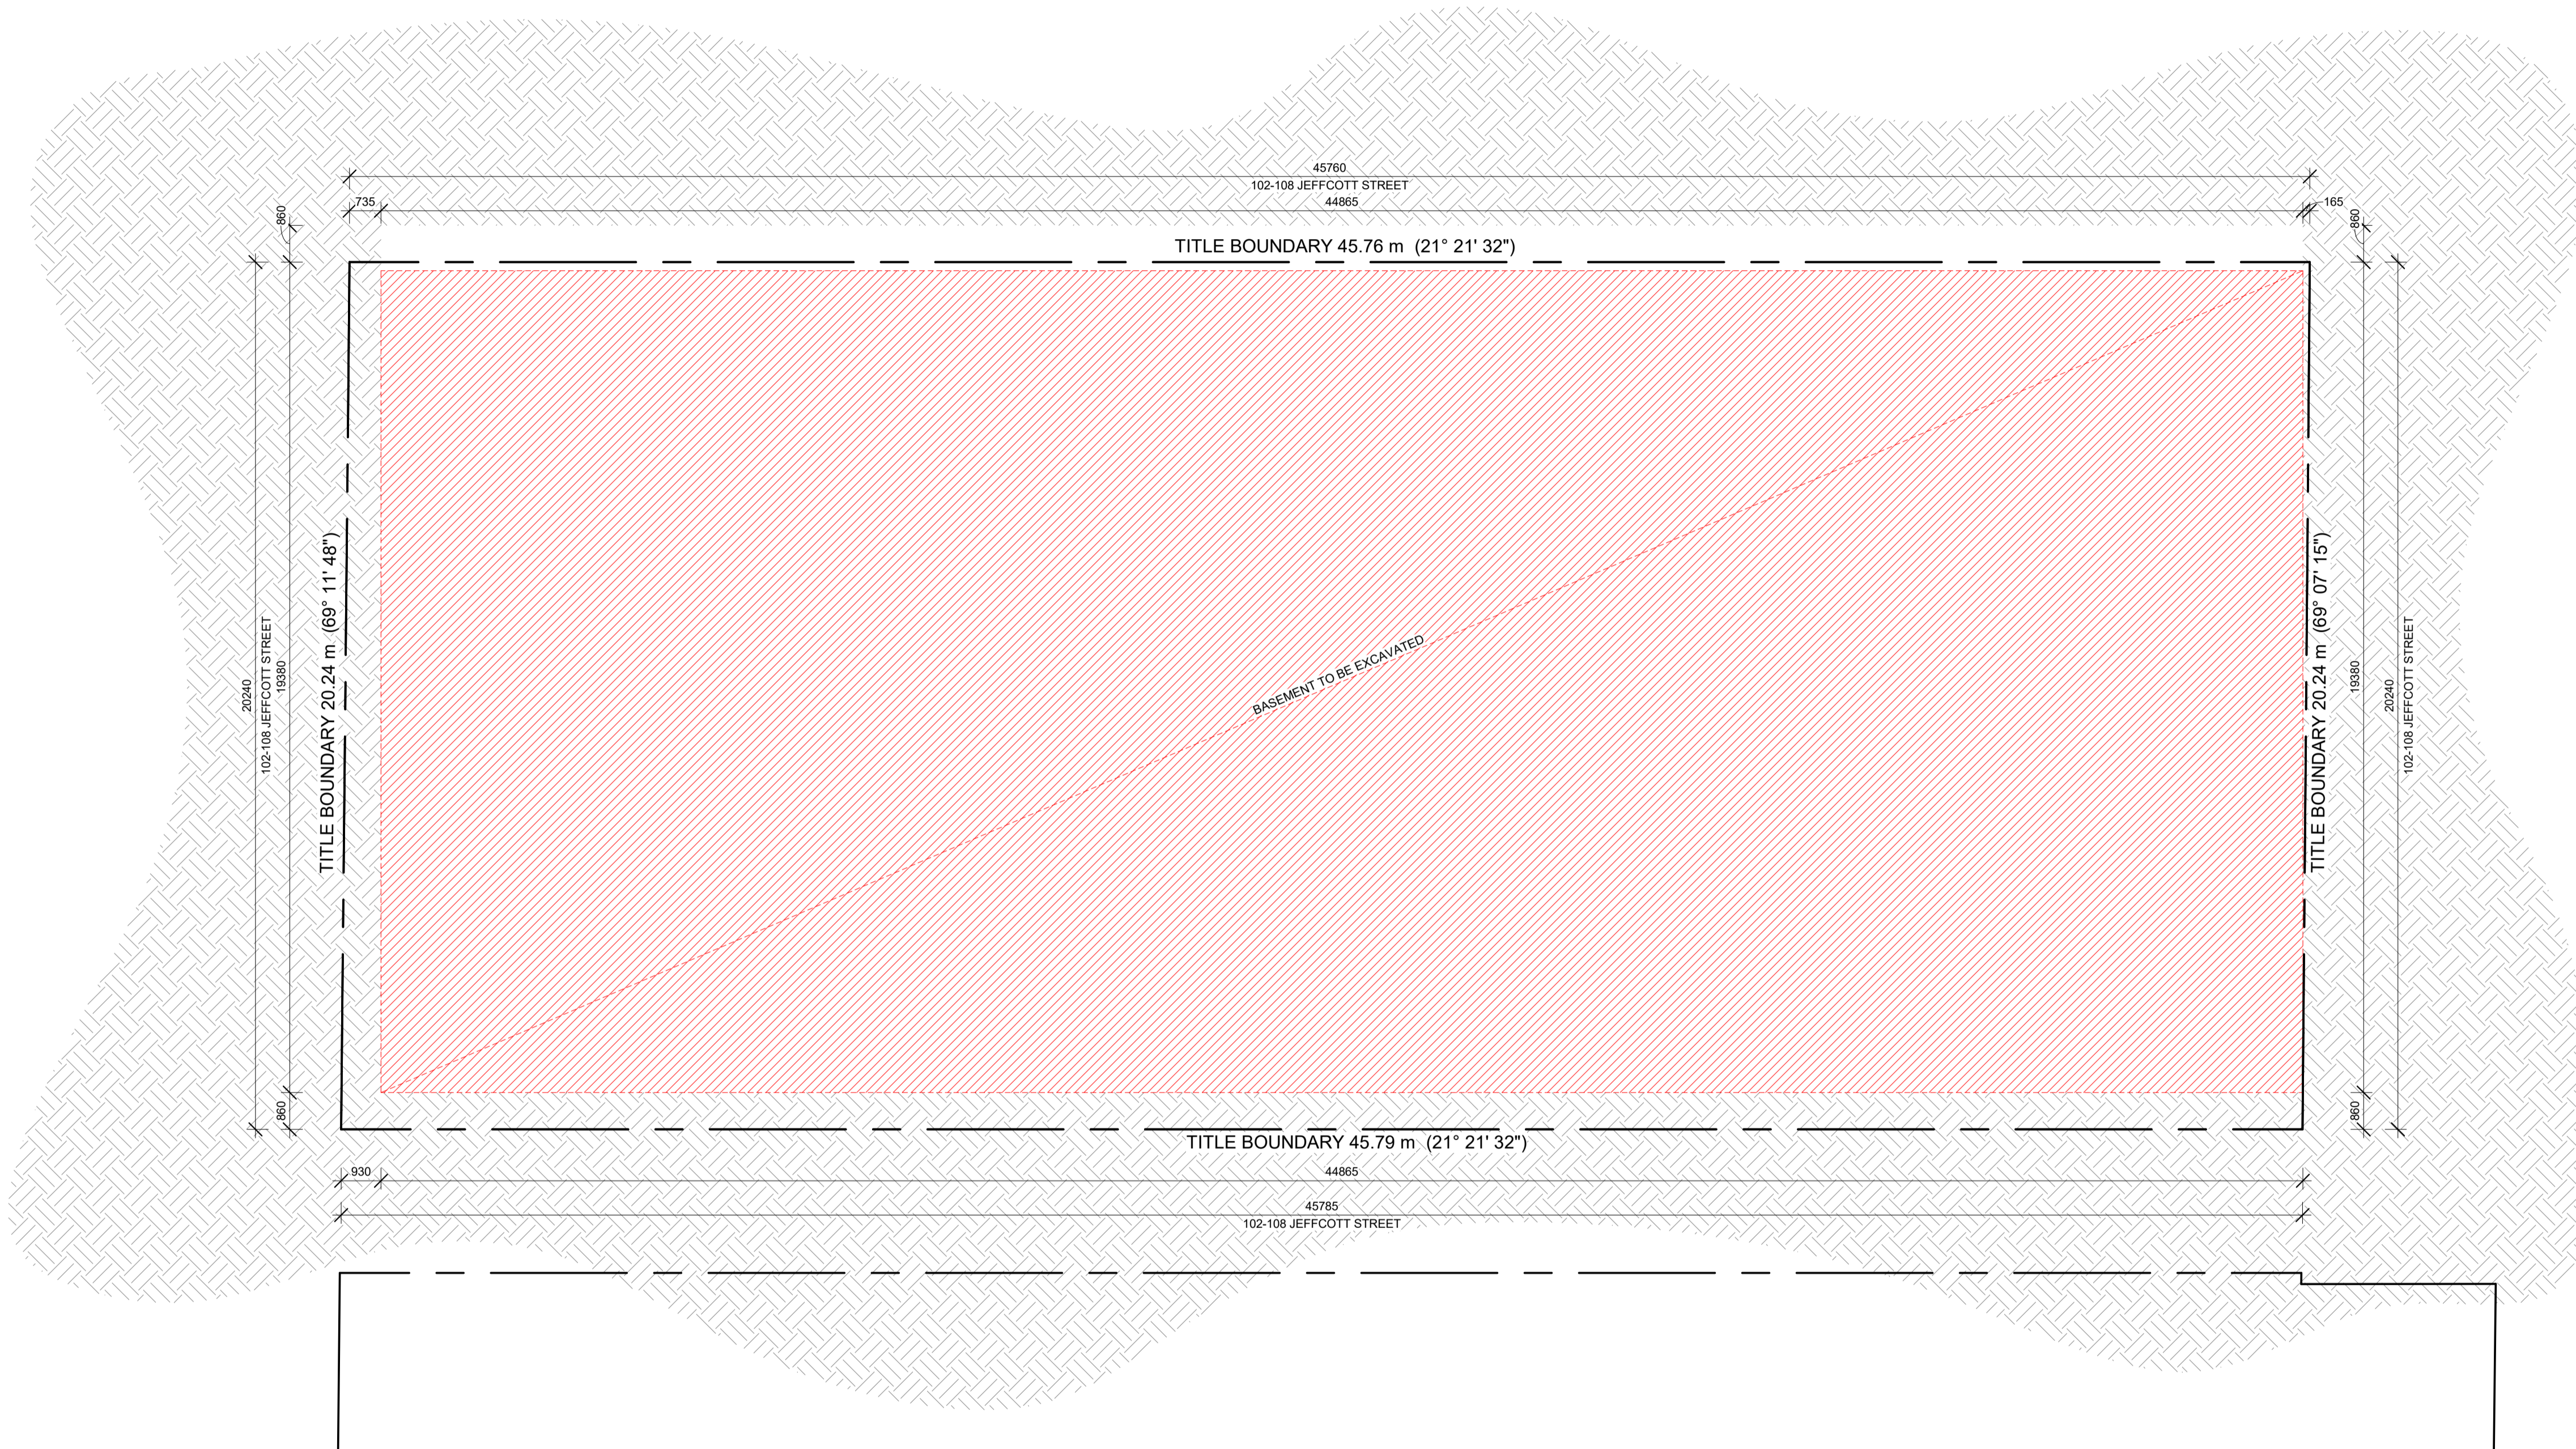 45760
102-108 JEFFCOTT STREET
735
44865
165
860
860
TITLE BOUNDARY 45.76 m (21° 21' 32")
20240
102-108 JEFFCOTT STREET
19380
TITLE BOUNDARY 20.24 m (69° 11' 48")
BASEMENT TO BE EXCAVATED
TITLE BOUNDARY 20.24 m (69° 07' 15")
19380
20240
102-108 JEFFCOTT STREET
860
860
TITLE BOUNDARY 45.79 m (21° 21' 32")
930
44865
45785
102-108 JEFFCOTT STREET